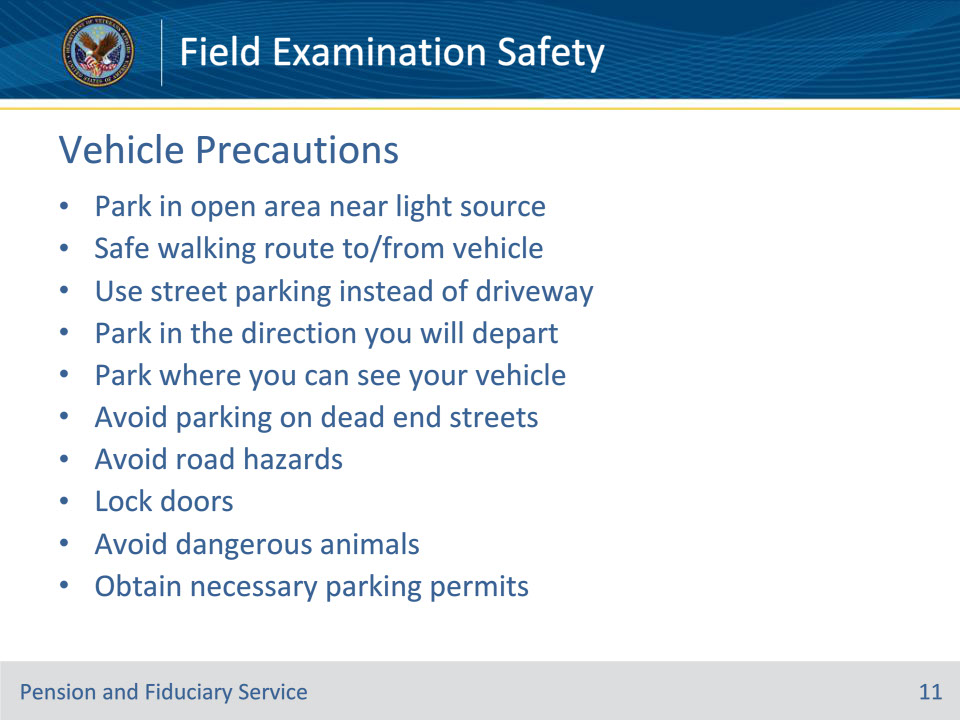 Field Examination Safety
Vehicle Precautions
• Park in open area near light source
• Safe walking route to/from vehicle
• Use street parking instead of driveway
• Park in the direction you will depart
• Park where you can see your vehicle
• Avoid parking on dead end streets
• Avoid road hazards
• Lock doors
• Avoid dangerous animals
• Obtain necessary parking permits
Pension and Fiduciary Service
11